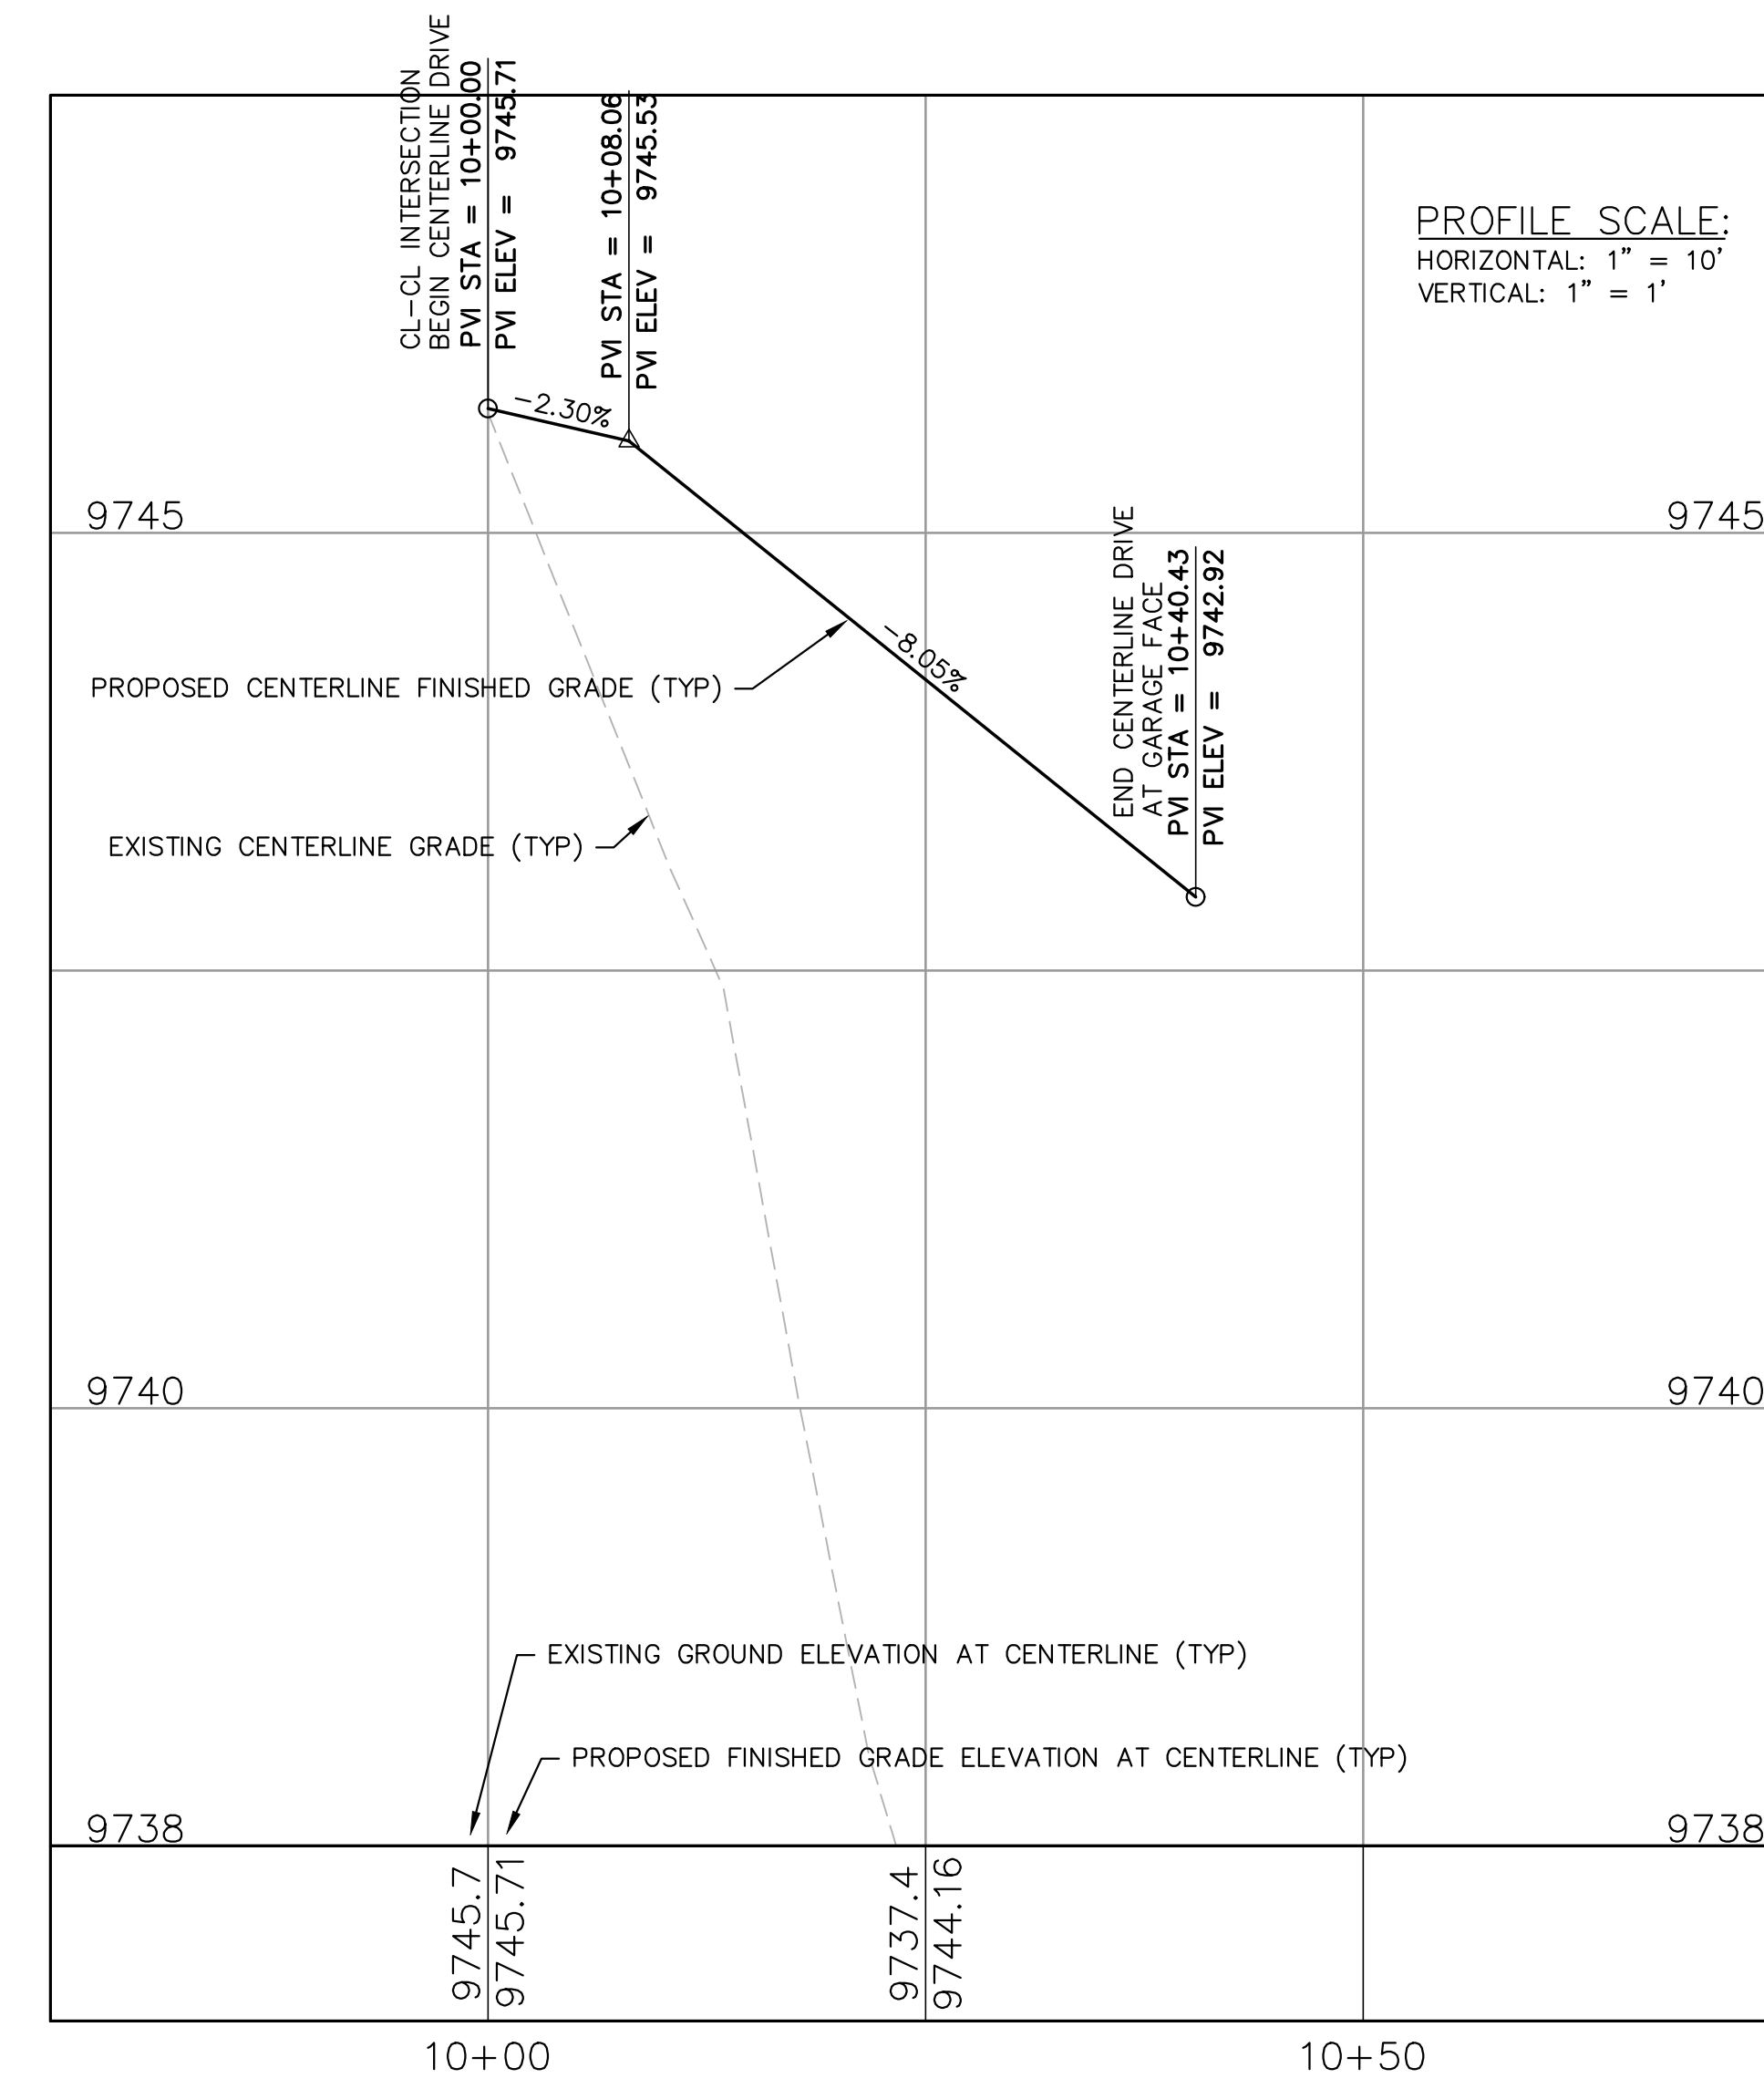 CL-CL INTERSECTION
BEGIN CENTERLINE DRIVE
PVI STA = 10+00.00
PVI ELEV = 9745.71
PVI STA = 10+08.06
PVI ELEV = 9745.53
PROFILE SCALE:
HORIZONTAL: 1" = 10'
VERTICAL: 1" = 1'
-2.30%
9745
9745
END CENTERLINE DRIVE
AT GARAGE FACE
PVI STA = 10+40.43
PVI ELEV = 9742.92
-8.05%
PROPOSED CENTERLINE FINISHED GRADE (TYP)
EXISTING CENTERLINE GRADE (TYP)
9740
9740
EXISTING GROUND ELEVATION AT CENTERLINE (TYP)
PROPOSED FINISHED GRADE ELEVATION AT CENTERLINE (TYP)
9738
9738
9745.7
9745.71
9737.4
9744.16
10+00
10+50